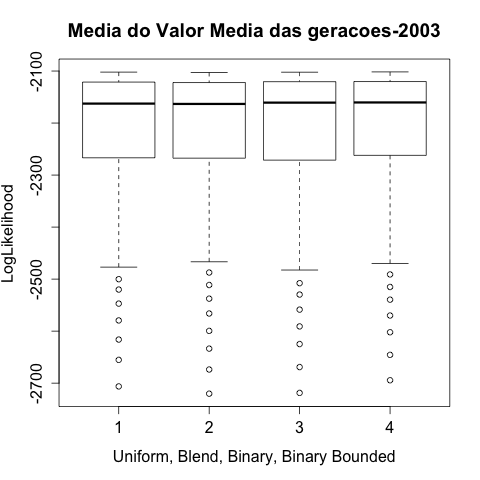 Media do Valor Media das geracoes-2003
LogLikelihood
-2100
-2300
-2500
-2700
1 2 3 4
Uniform, Blend, Binary, Binary Bounded